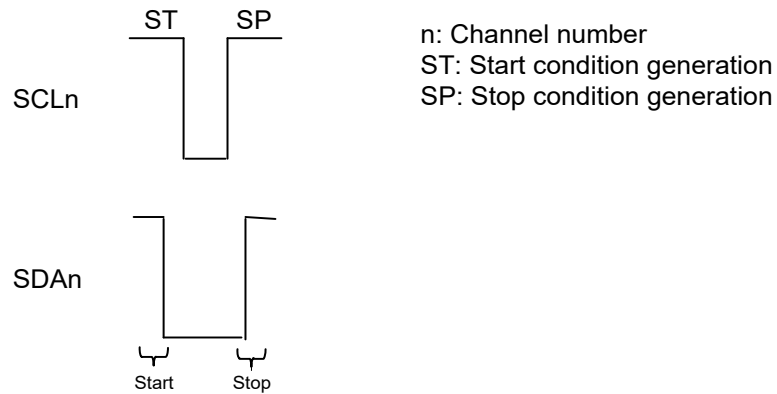 ST SP
n: Channel number
ST: Start condition generation
SP: Stop condition generation
SCLn
SDAn
Start Stop